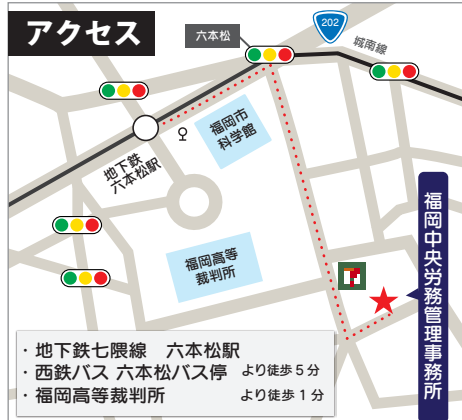 アクセス
202
六本松
城南線
福岡市
科学館
地下鉄
六本松駅
福岡高等
裁判所
福岡中央労務管理事務所
・地下鉄七隈線 六本松駅
・西鉄バス 六本松バス停 より徒歩5分
・福岡高等裁判所 より徒歩1分